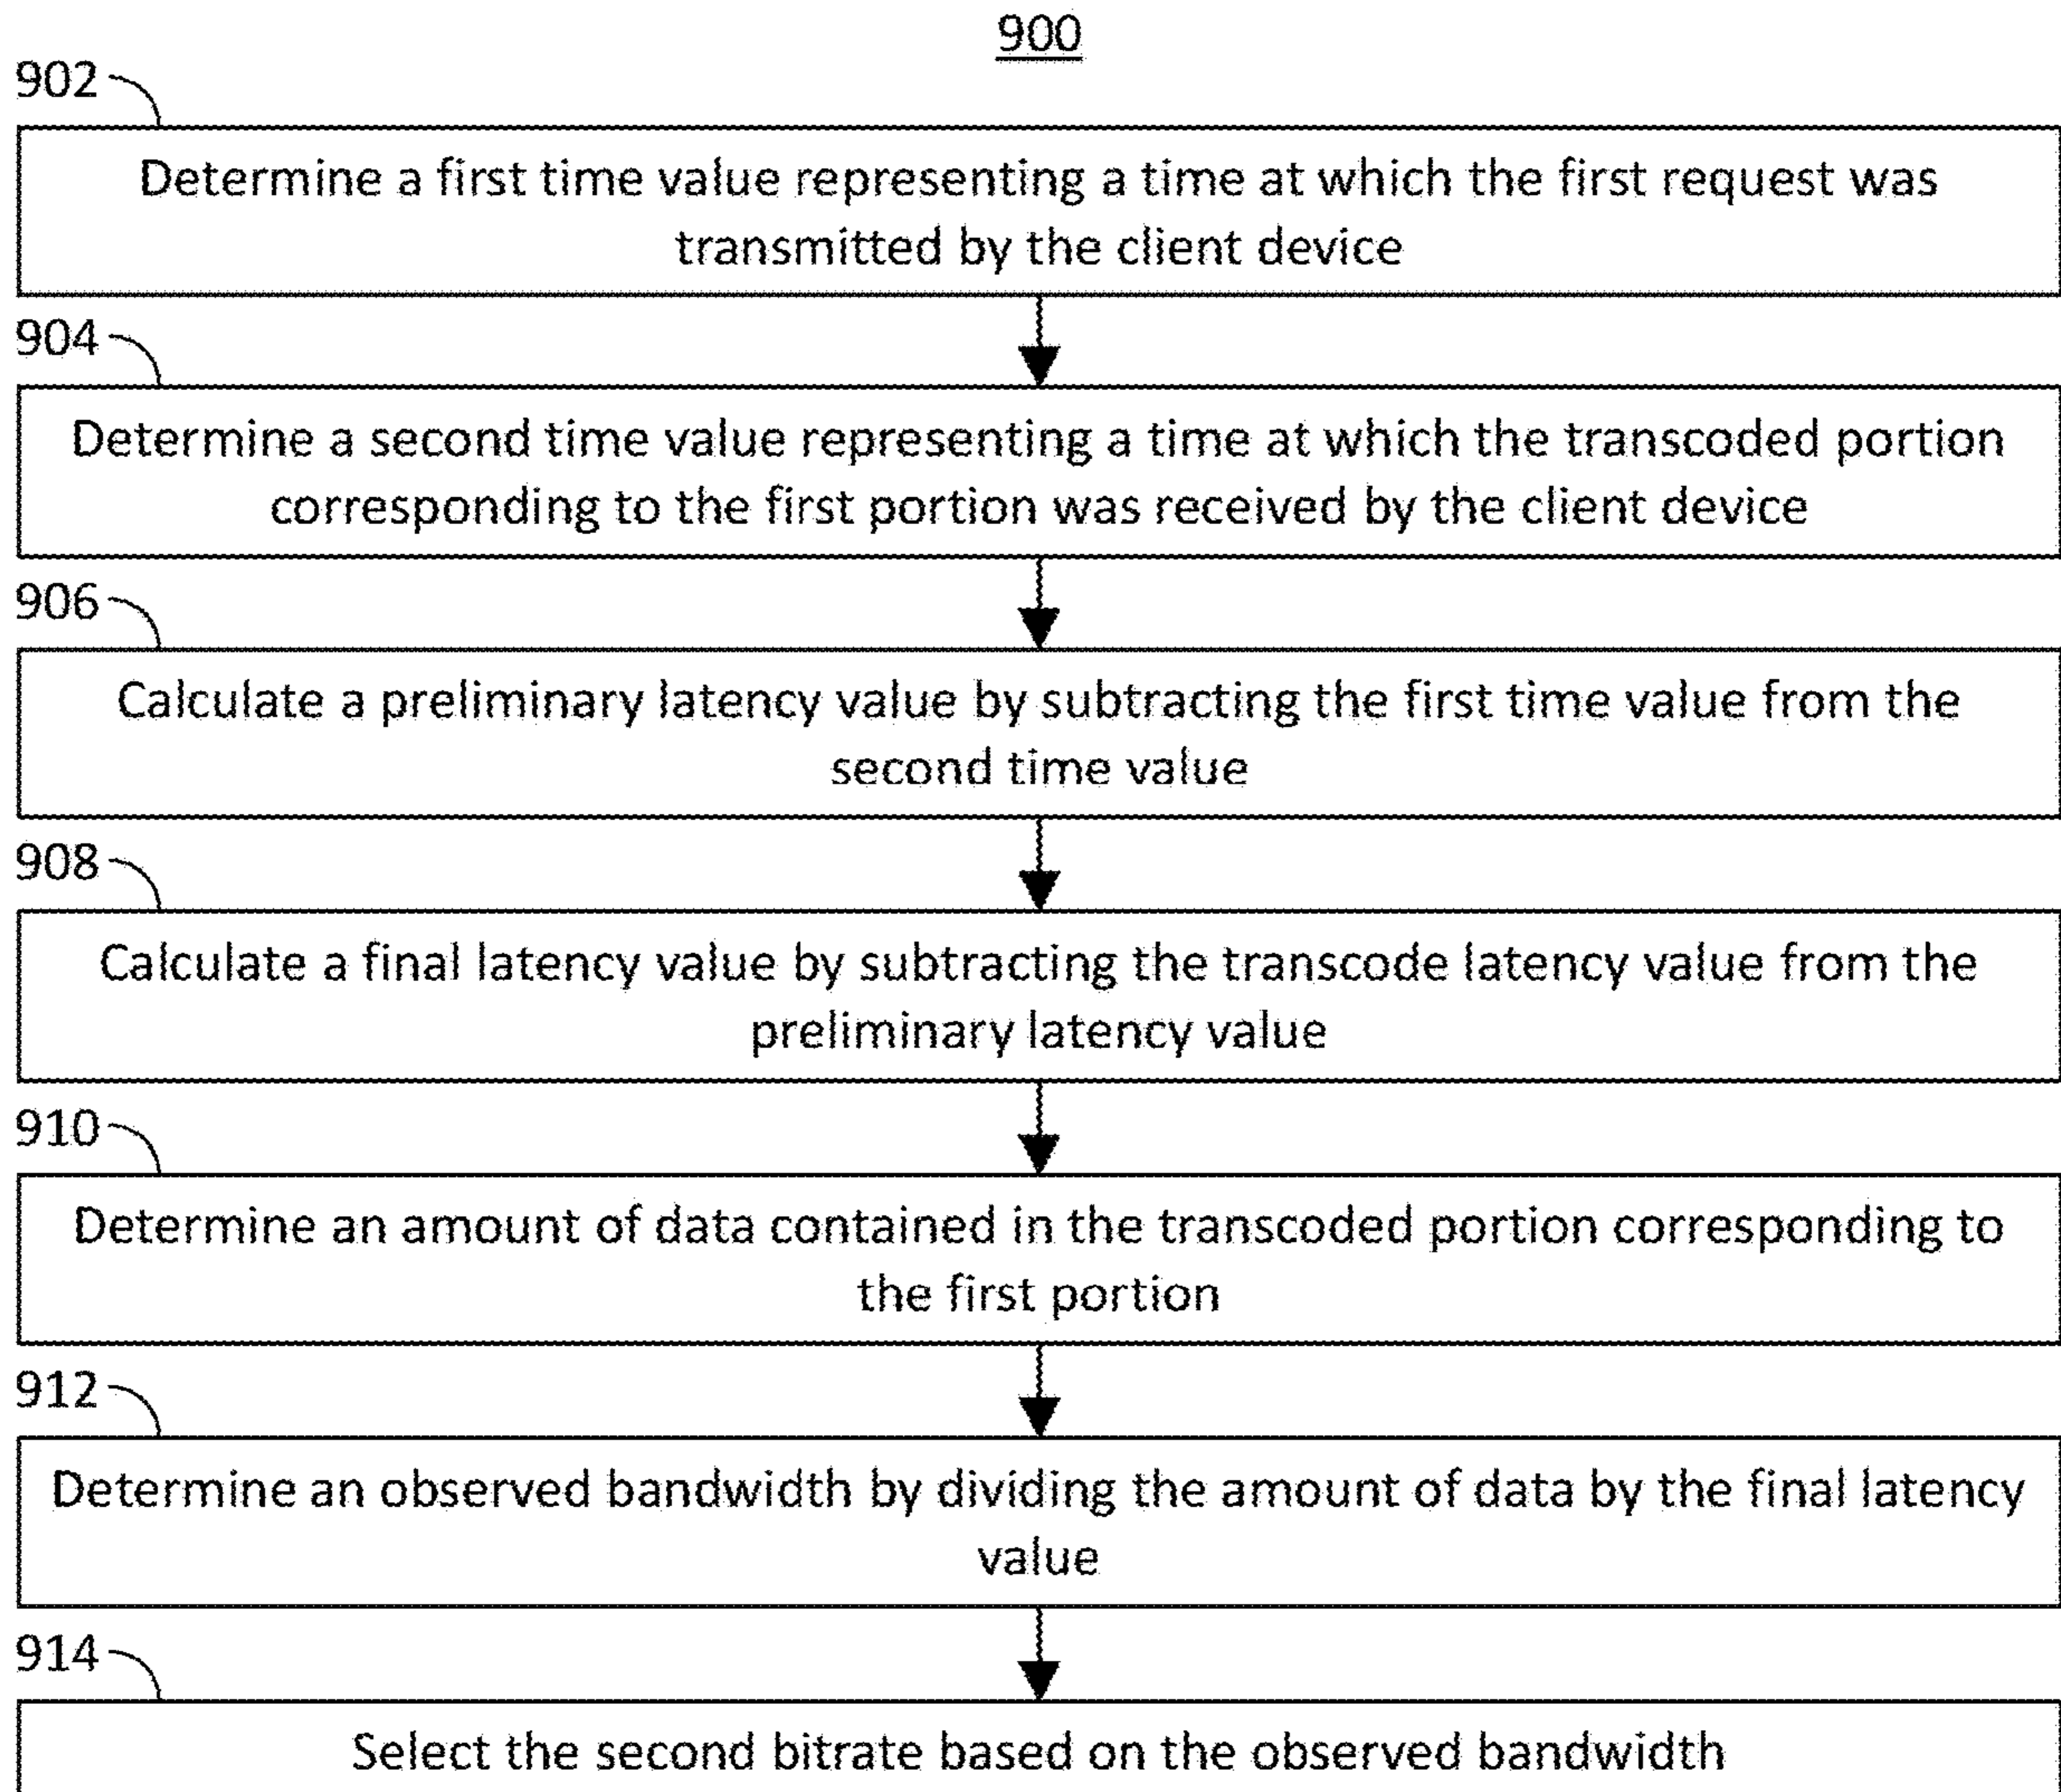 900
902
Determine a first time value representing a time at which the first request was
transmitted by the client device
904
Determine a second time value representing a time at which the transcoded portion
corresponding to the first portion was received by the client device
906
Calculate a preliminary latency value by subtracting the first time value from the
second time value
908
Calculate a final latency value by subtracting the transcode latency value from the
preliminary latency value
910
Determine an amount of data contained in the transcoded portion corresponding to
the first portion
912
Determine an observed bandwidth by dividing the amount of data by the final latency
value
914
Select the second bitrate based on the observed bandwidth